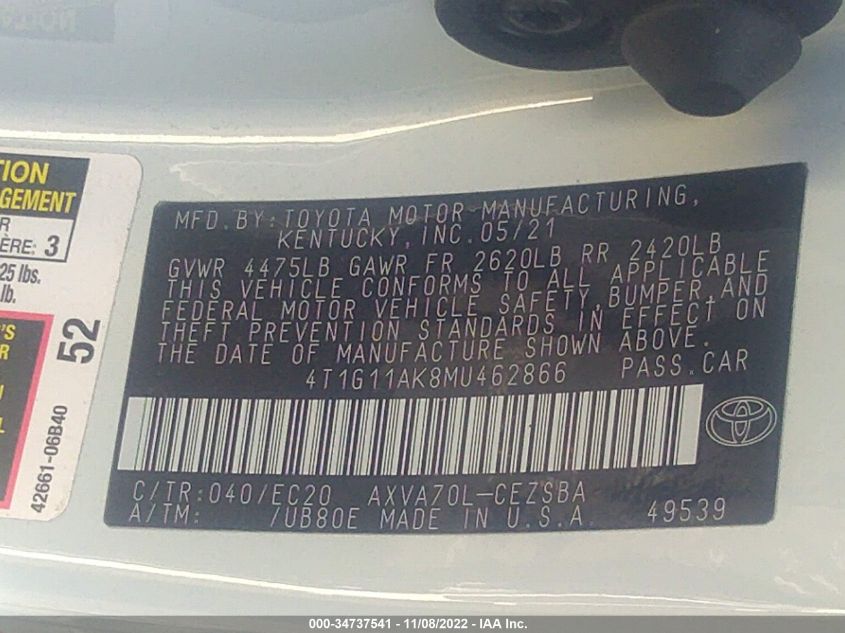 MFD. BY: TOYOTA MOTOR MANUFACTURING,
KENTUCKY, INC. 05/21
GVWR 4475LB GAWR FR 2620LB RR 2420LB
THIS VEHICLE CONFORMS TO ALL APPLICABLE
FEDERAL MOTOR VEHICLE SAFETY, BUMPER, AND
THEFT PREVENTION STANDARDS IN EFFECT ON
THE DATE OF MANUFACTURE SHOWN ABOVE.
4T1G11AK8MU462866 PASS. CAR
C/TR: 040/EC20 AXVA70L-CEZSBA
A/TM: /UB80E MADE IN U.S.A. 49539
TION
GEMENT
R
ÈRE: 3
25 lbs.
lb.
'S
R
52
42661-06B40
000-34737541 - 11/08/2022 - IAA Inc.